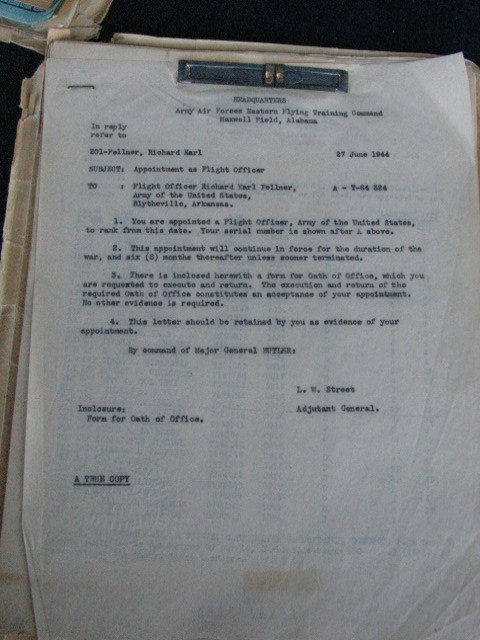 HEADQUARTERS
Army Air Forces Eastern Flying Training Command
Maxwell Field, Alabama
In reply
refer to
201-Fellner, Richard Earl 27 June 1944
SUBJECT: Appointment as Flight Officer
TO : Flight Officer Richard Earl Fellner, A - T-64 324
Army of the United States,
Blytheville, Arkansas.
1. You are appointed a Flight Officer, Army of the United States,
to rank from this date. Your serial number is shown after A above.
2. This appointment will continue in force for the duration of the
war, and six (6) months thereafter unless sooner terminated.
3. There is inclosed herewith a form for Oath of Office, which you
are requested to execute and return. The execution and return of the
required Oath of Office constitutes an acceptance of your appointment.
No other evidence is required.
4. This letter should be retained by you as evidence of your
appointment.
By command of Major General BUTLER:
L. W. Street
Adjutant General.
Inclosure:
Form for Oath of Office.
A TRUE COPY